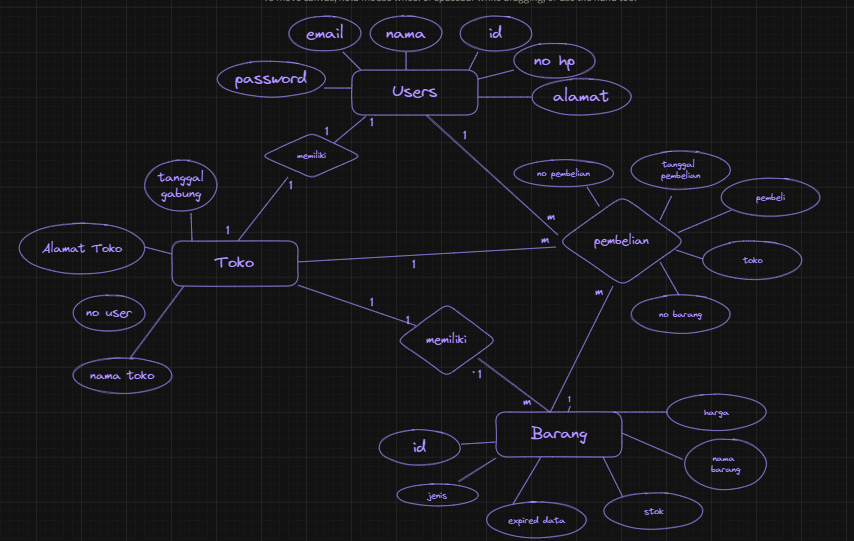 email
nama
id
no hp
password
Users
alamat
1
1
1
memiliki
tanggal
gabung
1
no pembelian
tanggal
pembelian
pembeli
m
1
m
pembelian
Alamat Toko
Toko
1
toko
m
no user
1
1
no barang
memiliki
nama toko
1
m
1
harga
id
Barang
nama
barang
jenis
expired data
stok